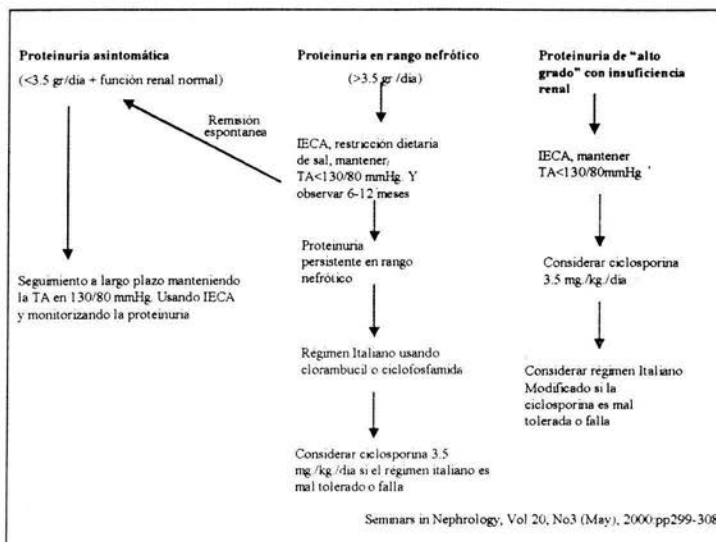 Proteinuria asintomática
(<3.5 gr/día + función renal normal)
Remisión
espontanea
Seguimiento a largo plazo manteniendo
la TA en 130/80 mmHg. Usando IECA
y monitorizando la proteinuria
Proteinuria en rango nefrótico
(>3.5 gr /dia)
IECA, restricción dietaria
de sal, mantener
TA<130/80 mmHg. Y
observar 6-12 meses
Proteinuria
persistente en rango
nefrótico
Régimen Italiano usando
clorambucil o ciclofosfamida
Considerar ciclosporina 3.5
mg./kg./dia si el régimen italiano es
mal tolerado o falla
Proteinuria de “alto
grado” con insuficiencia
renal
IECA, mantener
TA<130/80mmHg
Considerar ciclosporina
3.5 mg./kg./dia
Considerar régimen Italiano
Modificado si la
ciclosporina es mal
tolerada o falla
Seminars in Nephrology, Vol 20, No3 (May), 2000:pp299-308